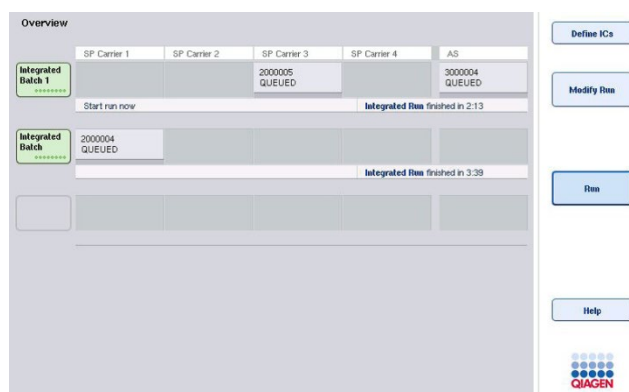 Overview
Define ICs
SP Carrier 1 SP Carrier 2 SP Carrier 3 SP Carrier 4 AS
Integrated
Batch 1
2000005
QUEUED
3000004
QUEUED
Modify Run
Start run now Integrated Run finished in 2:13
Integrated
Batch
2000004
QUEUED
Integrated Run finished in 3:39
Run
Help
QIAGEN